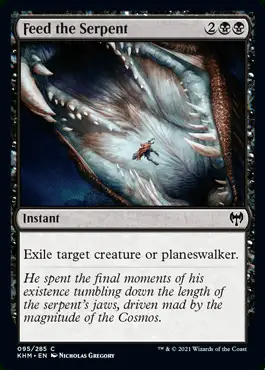 Feed the Serpent 2
Instant
Exile target creature or planeswalker.
He spent the final moments of his
existence tumbling down the length of
the serpent's jaws, driven mad by the
magnitude of the Cosmos.
095/285 C
KHM • EN Nicholas Gregory
™ & © 2021 Wizards of the Coast